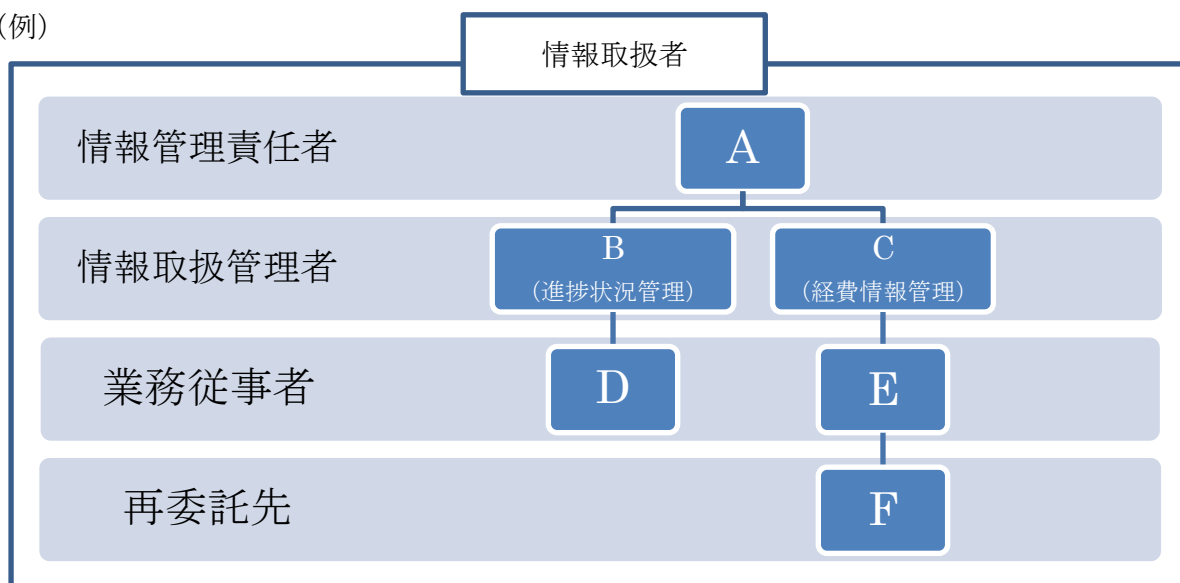 （例）
情報取扱者
情報管理責任者
A
情報取扱管理者
B
（進捗状況管理）
C
（経費情報管理）
業務従事者
D
E
再委託先
F